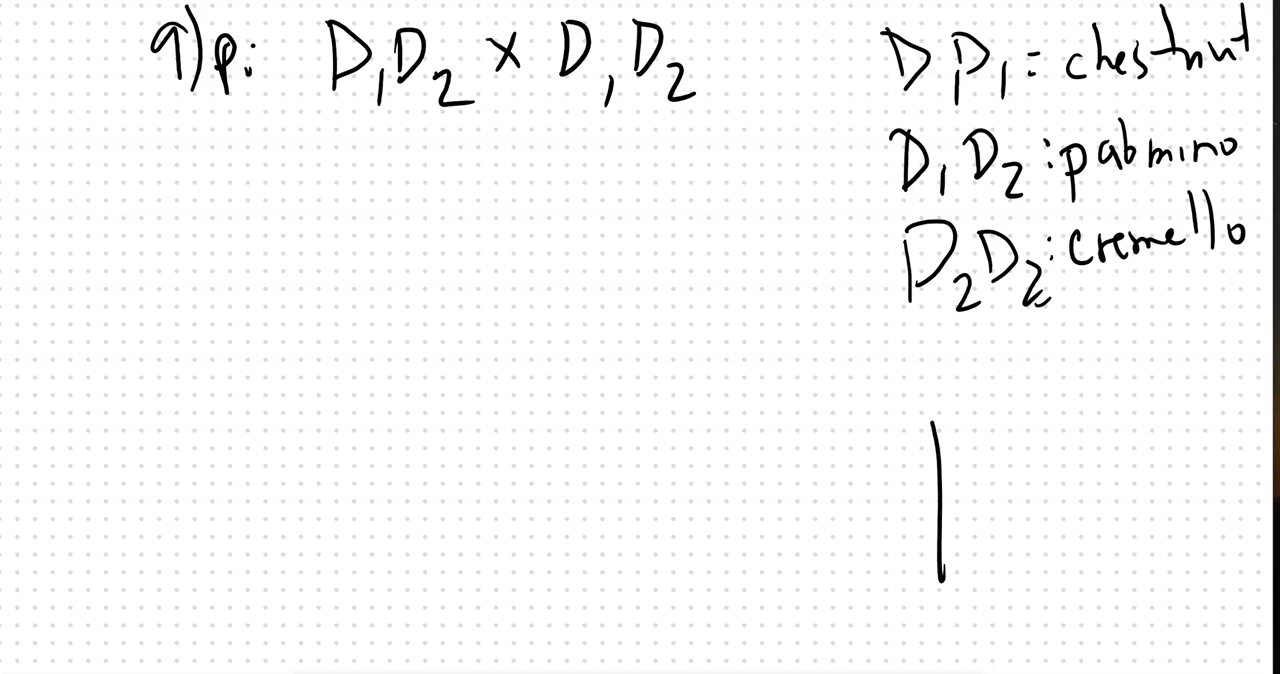 9) P: D₁D₂ x D₁D₂
D₁D₁ = chestnut
D₁D₂ : palomino
D₂D₂ : cremello